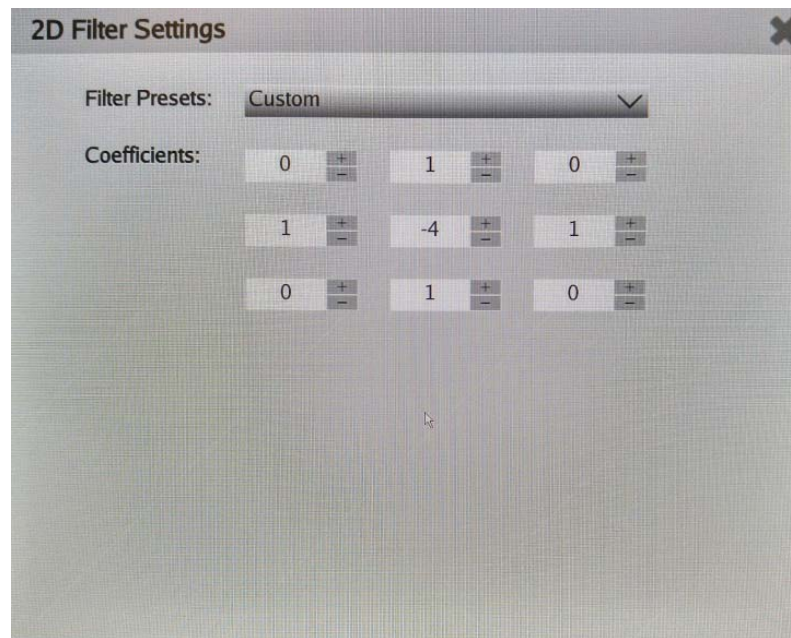 2D Filter Settings
Filter Presets: Custom
Coefficients:
0 + − 1 + − 0 + −
1 + − -4 + − 1 + −
0 + − 1 + − 0 + −